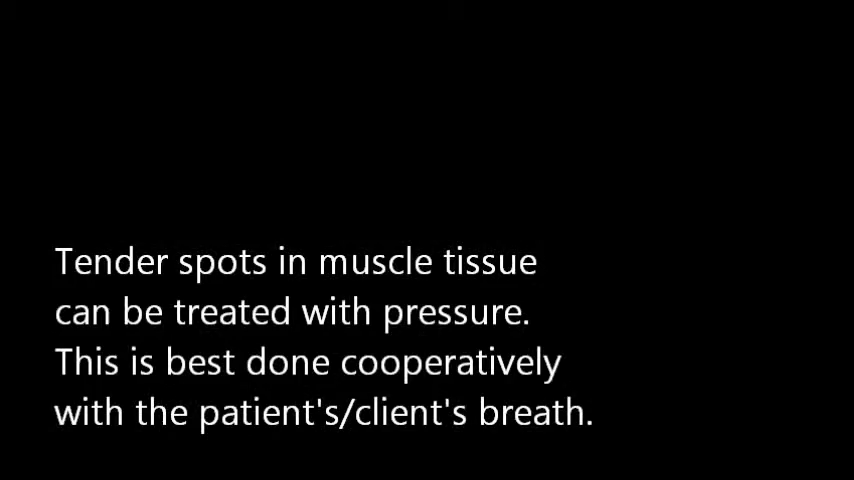 Tender spots in muscle tissue
can be treated with pressure.
This is best done cooperatively
with the patient's/client's breath.